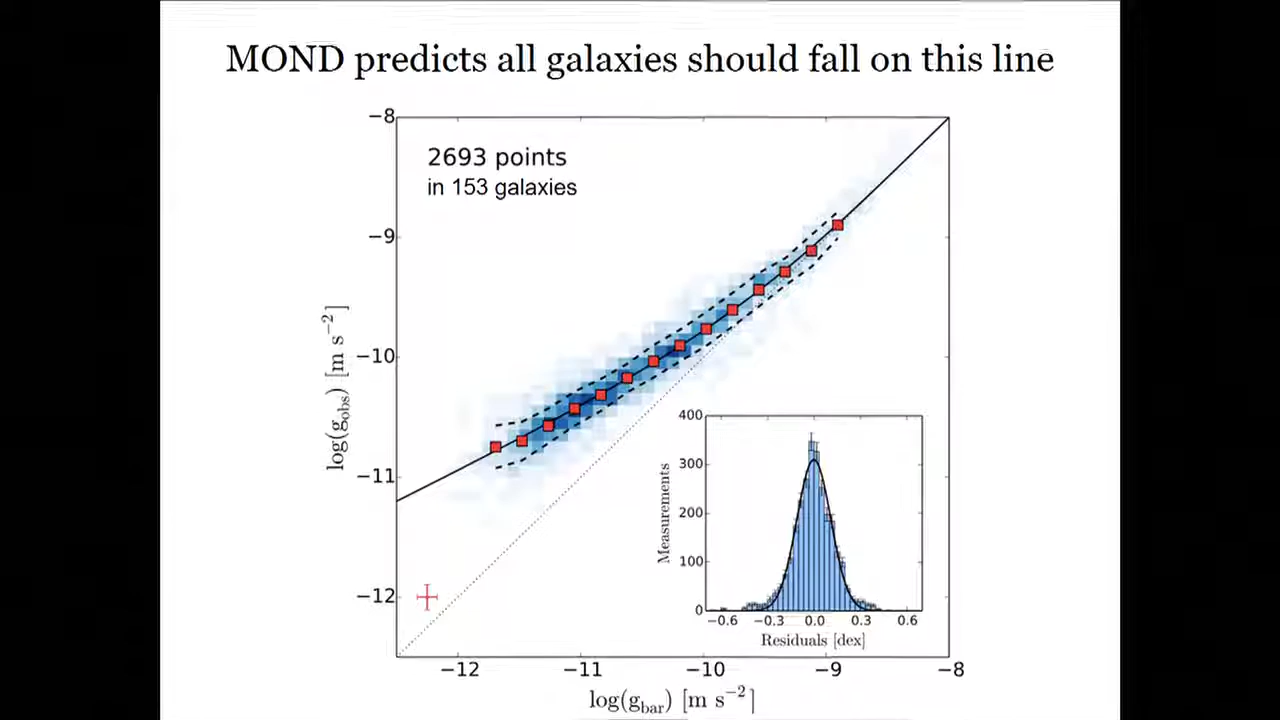 MOND predicts all galaxies should fall on this line
−8
2693 points
in 153 galaxies
−9
log(g_obs) [m s⁻²]
−10
−11
−12
400
300
200
100
0
Measurements
−0.6 −0.3 0.0 0.3 0.6
Residuals [dex]
−12 −11 −10 −9 −8
log(g_bar) [m s⁻²]